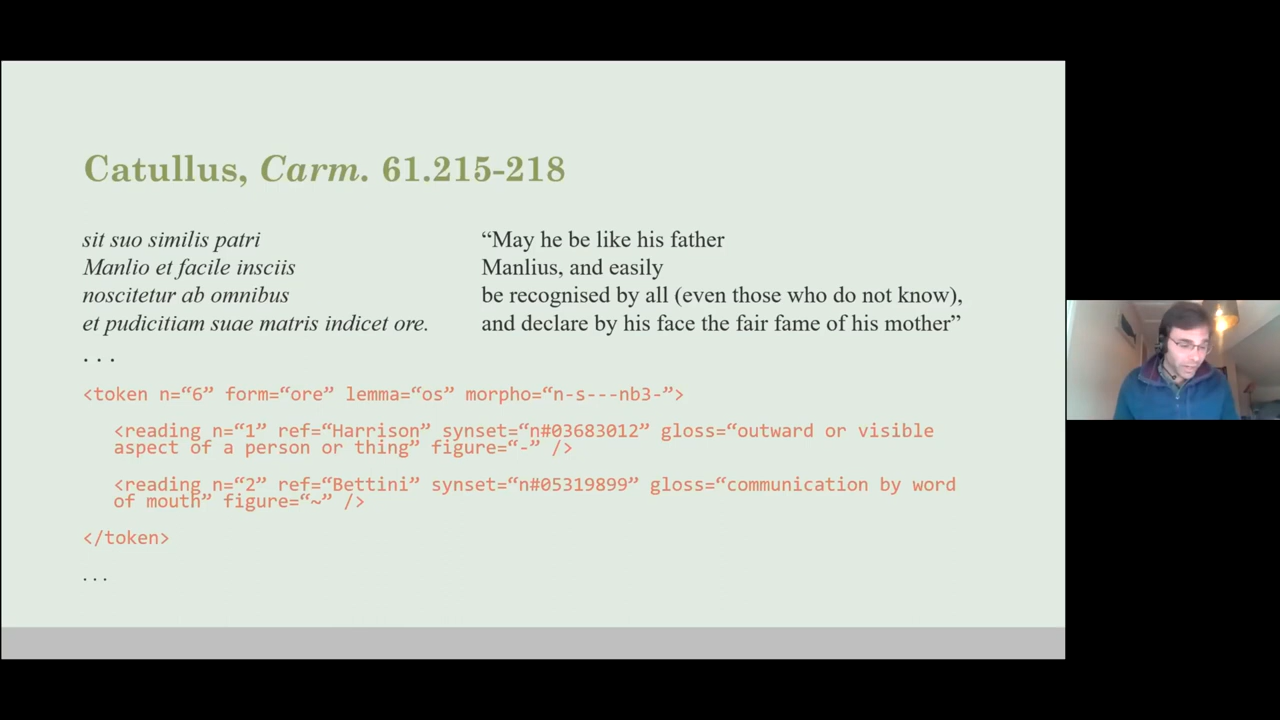 Catullus, Carm. 61.215-218
sit suo similis patri
Manlio et facile insciis
noscitetur ab omnibus
et pudicitiam suae matris indicet ore.
. . .
“May he be like his father
Manlius, and easily
be recognised by all (even those who do not know),
and declare by his face the fair fame of his mother”
<token n=“6” form=“ore” lemma=“os” morpho=“n-s---nb3-”>
<reading n=“1” ref=“Harrison” synset=“n#03683012” gloss=“outward or visible
aspect of a person or thing” figure=“-” />
<reading n=“2” ref=“Bettini” synset=“n#05319899” gloss=“communication by word
of mouth” figure=“~” />
</token>
. . .